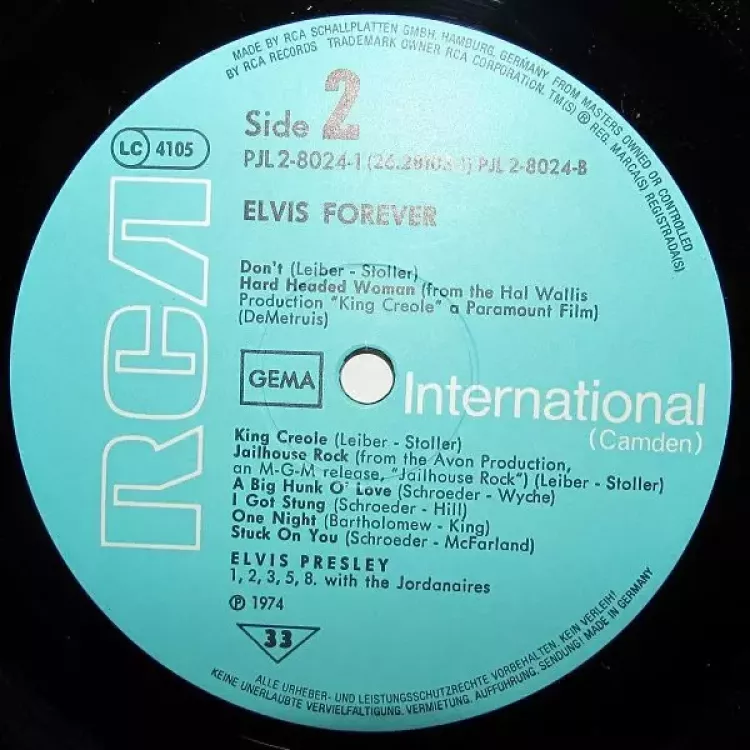 MADE BY RCA SCHALLPLATTEN GMBH. HAMBURG, GERMANY FROM MASTERS OWNED OR CONTROLLED
BY RCA RECORDS TRADEMARK OWNER RCA CORPORATION. TM(S) ® REG. MARCA(S) REGISTRADA(S)
Side 2
LC 4105
PJL 2-8024-1 PJL 2-8024-B
ELVIS FOREVER
RCA
Don't (Leiber - Stoller)
Hard Headed Woman (from the Hal Wallis
Production "King Creole" a Paramount Film)
(DeMetruis)
GEMA
International
(Camden)
King Creole (Leiber - Stoller)
Jailhouse Rock (from the Avon Production,
an M-G-M release, "Jailhouse Rock") (Leiber - Stoller)
A Big Hunk O' Love (Schroeder - Wyche)
I Got Stung (Schroeder - Hill)
One Night (Bartholomew - King)
Stuck On You (Schroeder - McFarland)
ELVIS PRESLEY
1, 2, 3, 5, 8. with the Jordanaires
℗ 1974
33
ALLE URHEBER- UND LEISTUNGSSCHUTZRECHTE VORBEHALTEN. KEIN VERLEIH!
KEINE UNERLAUBTE VERVIELFÄLTIGUNG. VERMIETUNG. AUFFÜHRUNG, SENDUNG! MADE IN GERMANY